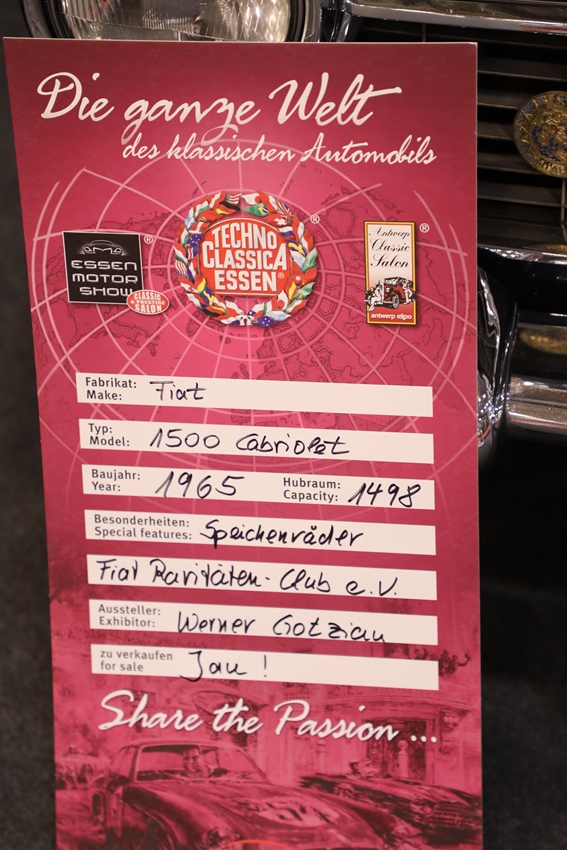 Die ganze Welt
des klassischen Automobils
ESSEN
MOTOR
SHOW
®
CLASSIC
& PRESTIGE
SALON
TECHNO
CLASSICA
ESSEN®
®
Antwerp
Classic
Salon
antwerp expo
®
Fabrikat:
Make: Fiat
Typ:
Model: 1500 Cabriolet
Baujahr:
Year: 1965
Hubraum:
Capacity: 1498
Besonderheiten:
Special features: Speichenräder
Fiat Raritäten-Club e.V.
Aussteller:
Exhibitor: Werner Gotzian
zu verkaufen
for sale Jau !
Share the Passion ...